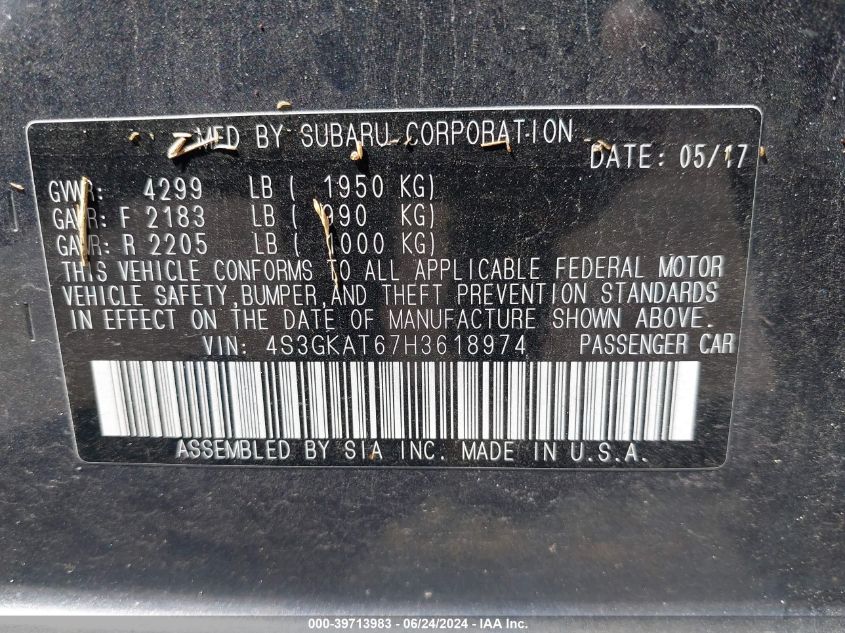 MFD BY SUBARU CORPORATION
DATE: 05/17
GVWR: 4299 LB ( 1950 KG)
GAWR: F 2183 LB ( 990 KG)
GAWR: R 2205 LB ( 1000 KG)
THIS VEHICLE CONFORMS TO ALL APPLICABLE FEDERAL MOTOR
VEHICLE SAFETY, BUMPER, AND THEFT PREVENTION STANDARDS
IN EFFECT ON THE DATE OF MANUFACTURE SHOWN ABOVE.
VIN: 4S3GKAT67H3618974 PASSENGER CAR
ASSEMBLED BY SIA INC. MADE IN U.S.A.
000-39713983 - 06/24/2024 - IAA Inc.